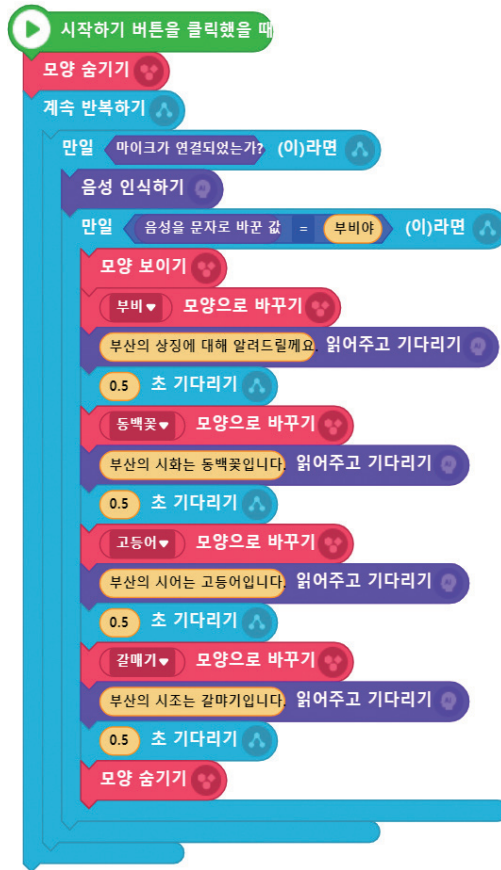 시작하기 버튼을 클릭했을 때
모양 숨기기
계속 반복하기
만일 마이크가 연결되었는가? (이)라면
음성 인식하기
만일 음성을 문자로 바꾼 값 = 부비야 (이)라면
모양 보이기
부비 모양으로 바꾸기
부산의 상징에 대해 알려드릴께요. 읽어주고 기다리기
0.5 초 기다리기
동백꽃 모양으로 바꾸기
부산의 시화는 동백꽃입니다. 읽어주고 기다리기
0.5 초 기다리기
고등어 모양으로 바꾸기
부산의 시어는 고등어입니다. 읽어주고 기다리기
0.5 초 기다리기
갈매기 모양으로 바꾸기
부산의 시조는 갈먀기입니다. 읽어주고 기다리기
0.5 초 기다리기
모양 숨기기